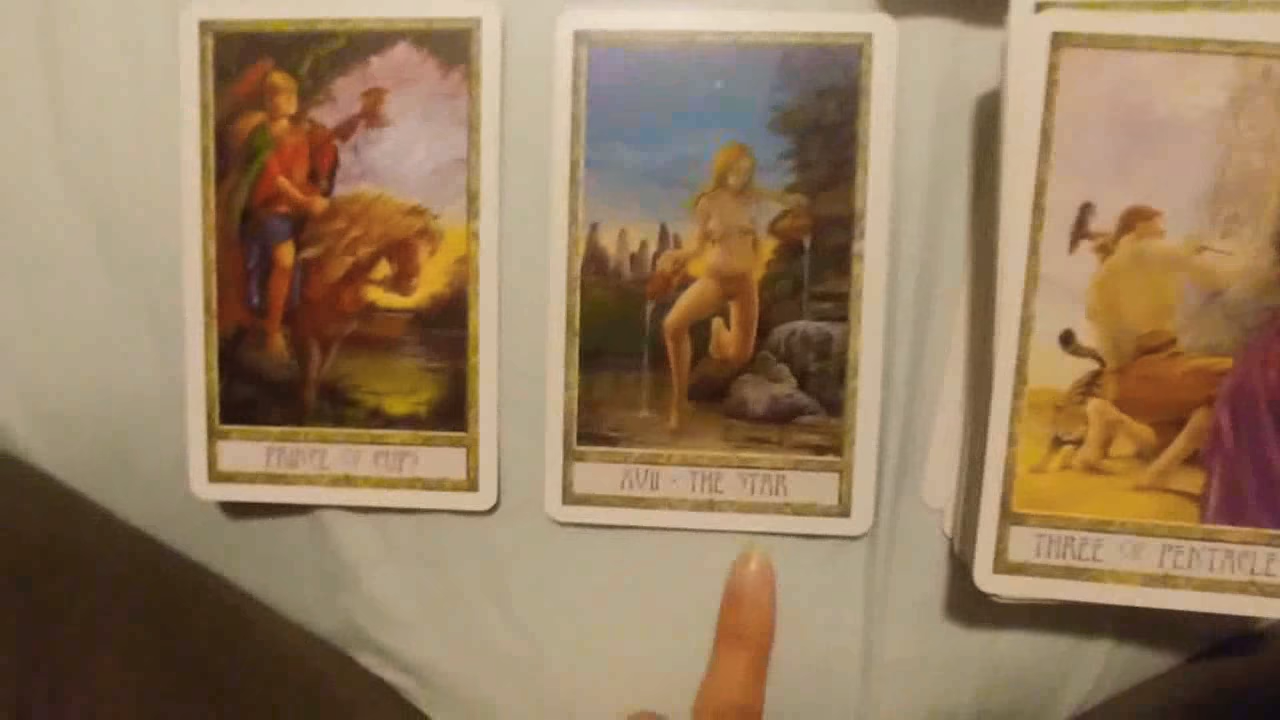 PRINCE OF CUPS
XVII · THE STAR
THREE OF PENTACLE